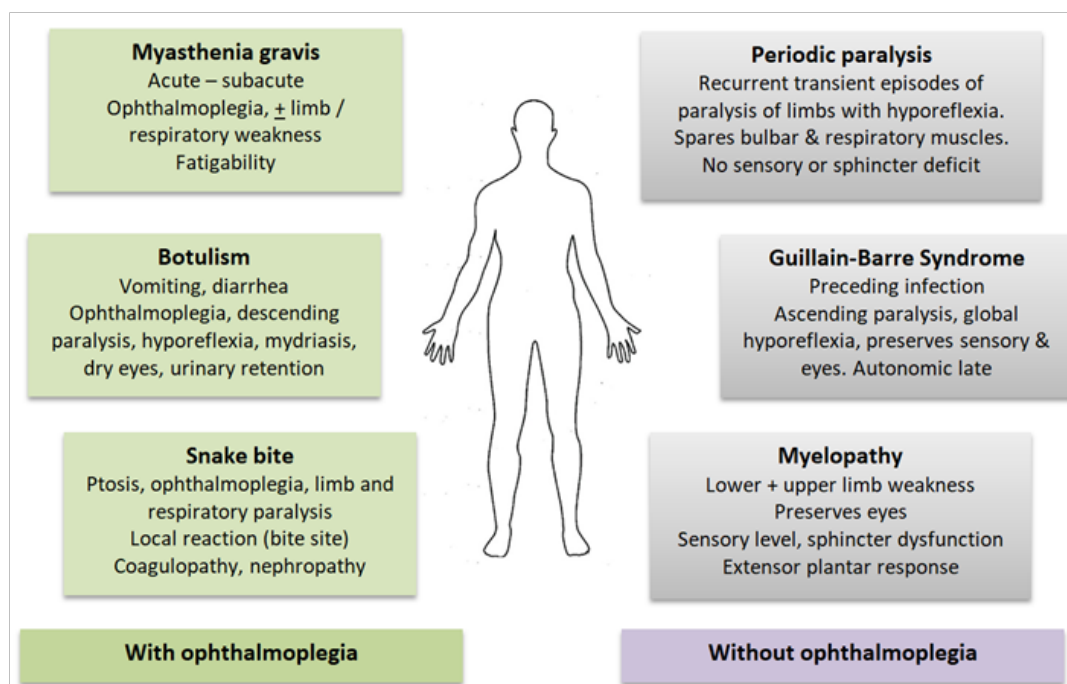 Myasthenia gravis
Acute – subacute
Ophthalmoplegia, ± limb /
respiratory weakness
Fatigability
Botulism
Vomiting, diarrhea
Ophthalmoplegia, descending
paralysis, hyporeflexia, mydriasis,
dry eyes, urinary retention
Snake bite
Ptosis, ophthalmoplegia, limb and
respiratory paralysis
Local reaction (bite site)
Coagulopathy, nephropathy
With ophthalmoplegia
Periodic paralysis
Recurrent transient episodes of
paralysis of limbs with hyporeflexia.
Spares bulbar & respiratory muscles.
No sensory or sphincter deficit
Guillain-Barre Syndrome
Preceding infection
Ascending paralysis, global
hyporeflexia, preserves sensory &
eyes. Autonomic late
Myelopathy
Lower + upper limb weakness
Preserves eyes
Sensory level, sphincter dysfunction
Extensor plantar response
Without ophthalmoplegia